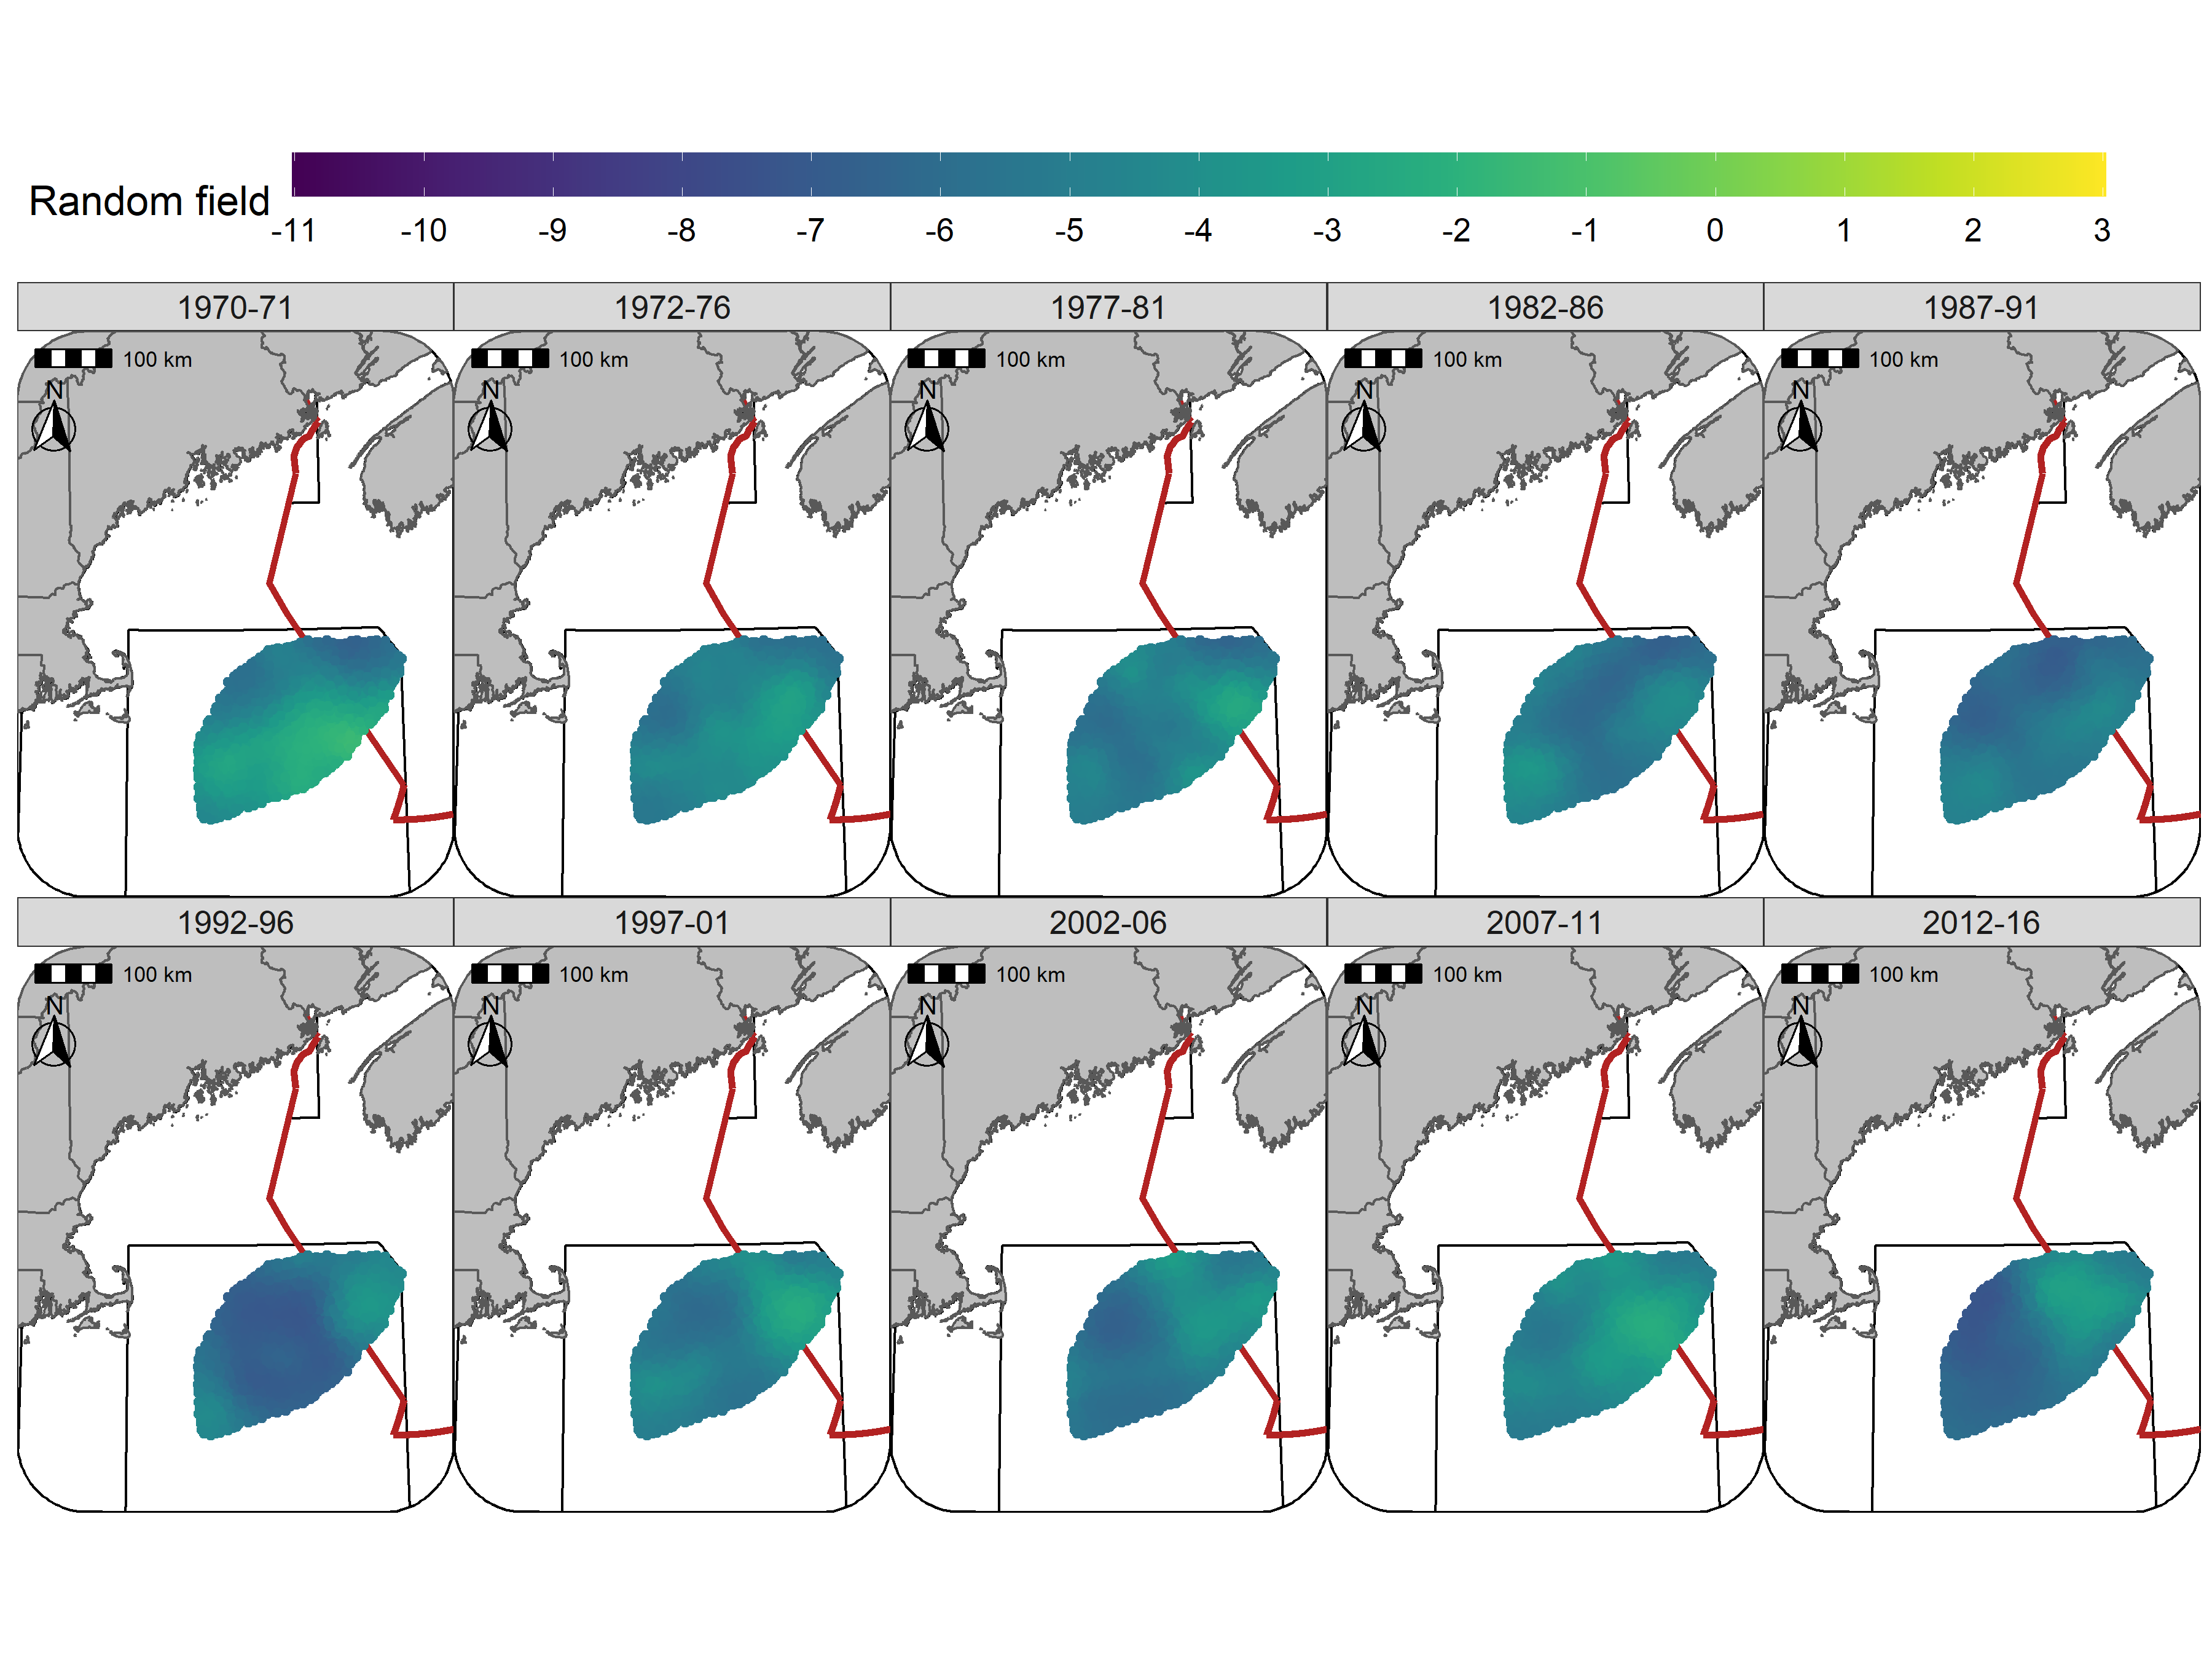 Random field
-11 -10 -9 -8 -7 -6 -5 -4 -3 -2 -1 0 1 2 3
1970-71 1972-76 1977-81 1982-86 1987-91
100 km 100 km 100 km 100 km 100 km
N N N N N
1992-96 1997-01 2002-06 2007-11 2012-16
100 km 100 km 100 km 100 km 100 km
N N N N N